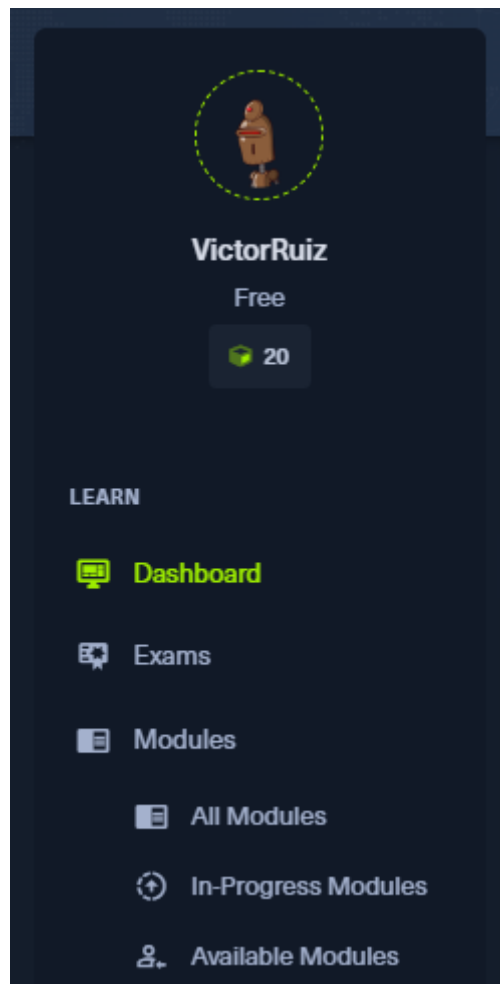 VictorRuiz
Free
20
LEARN
Dashboard
Exams
Modules
All Modules
In-Progress Modules
Available Modules